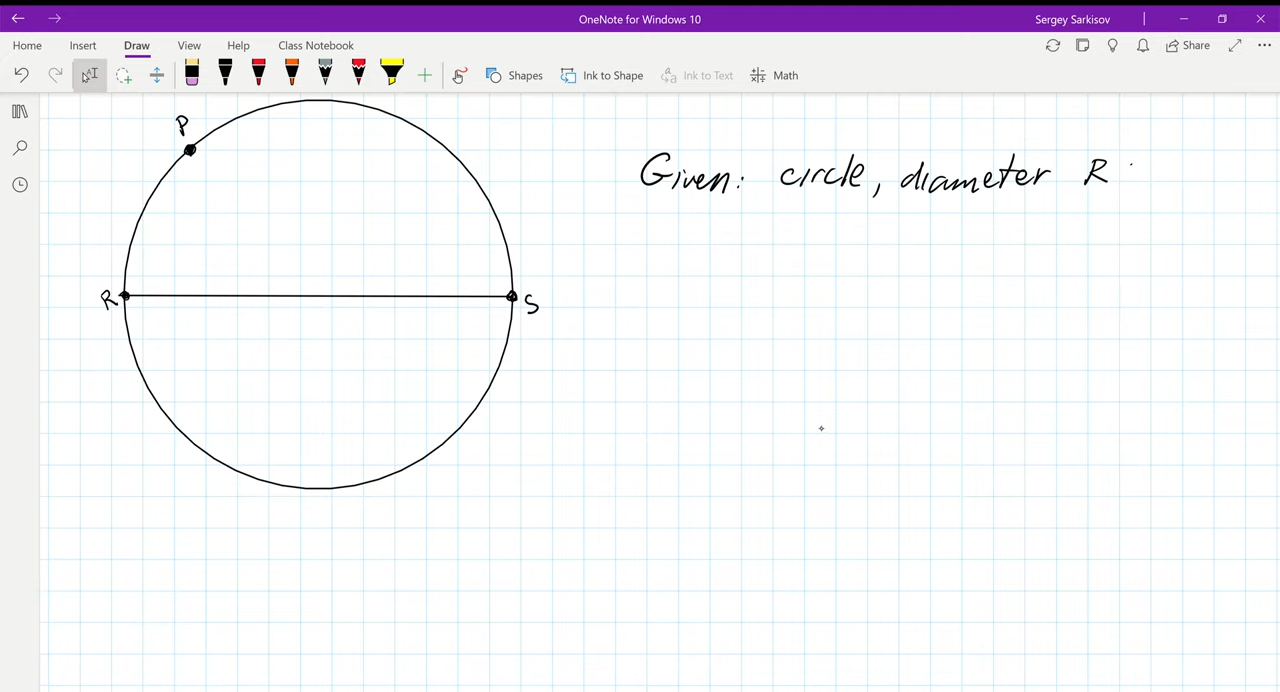 OneNote for Windows 10
Sergey Sarkisov
Home Insert Draw View Help Class Notebook
Share
Shapes Ink to Shape Ink to Text Math
P
Given: circle, diameter R
R
S